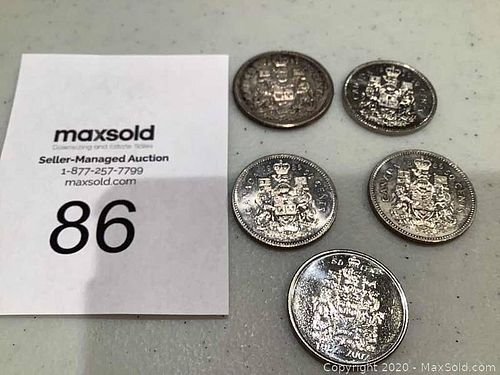 maxsold
Downsizing and Estate Sales
Seller-Managed Auction
1-877-257-7799
maxsold.com
86
Copyright 2020 - MaxSold.com